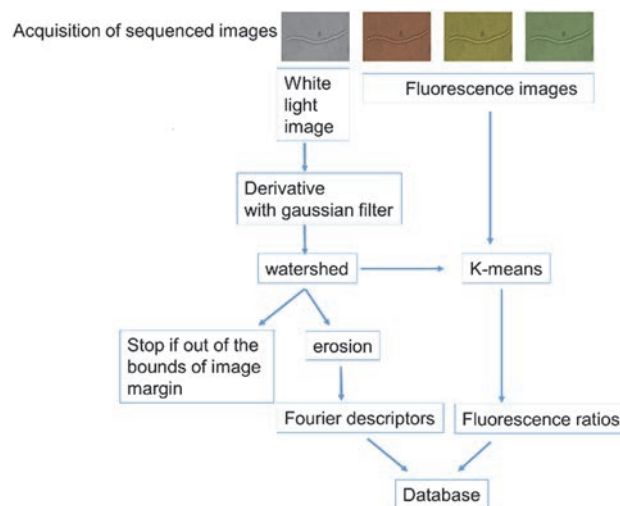 Acquisition of sequenced images
White
light
image
Fluorescence images
Derivative
with gaussian filter
watershed
K-means
Stop if out of the
bounds of image
margin
erosion
Fourier descriptors
Fluorescence ratios
Database